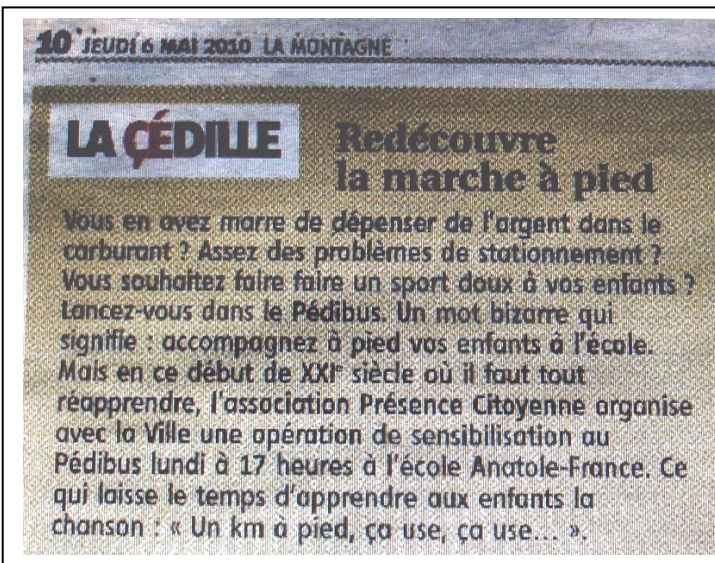 10 JEUDI 6 MAI 2010 LA MONTAGNE
LA ÇÉDILLE
Redécouvre
la marche à pied
Vous en avez marre de dépenser de l'argent dans le
carburant ? Assez des problèmes de stationnement ?
Vous souhaitez faire faire un sport doux à vos enfants ?
Lancez-vous dans le Pédibus. Un mot bizarre qui
signifie : accompagnez à pied vos enfants à l'école.
Mais en ce début de XXIe siècle où il faut tout
réapprendre, l'association Présence Citoyenne organise
avec la Ville une opération de sensibilisation au
Pédibus lundi à 17 heures à l'école Anatole-France. Ce
qui laisse le temps d'apprendre aux enfants la
chanson : « Un km à pied, ça use, ça use... ».